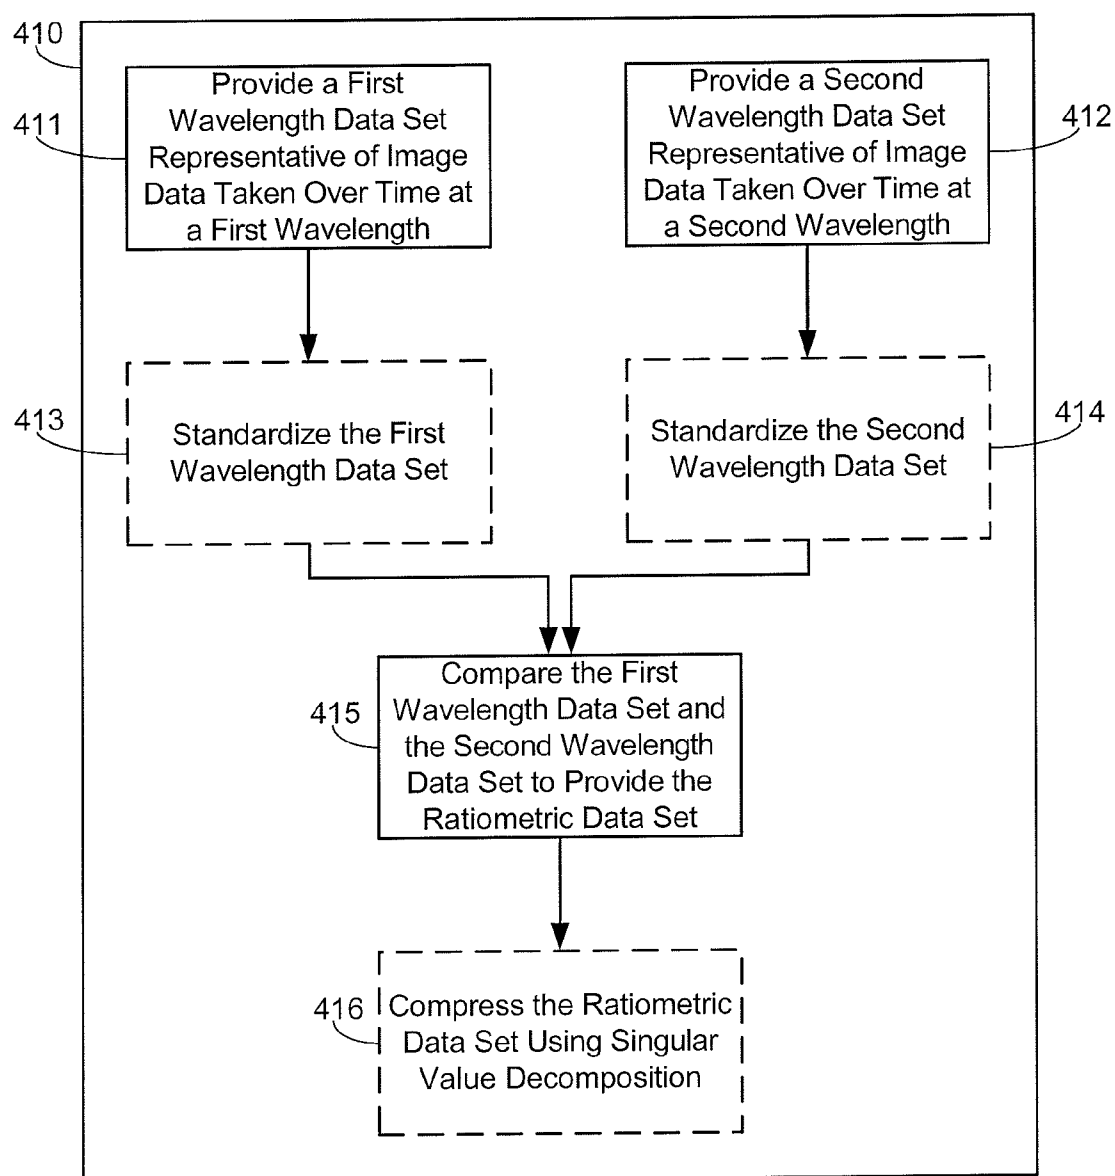 410
Provide a First
Wavelength Data Set
Representative of Image
Data Taken Over Time at
a First Wavelength
411
Provide a Second
Wavelength Data Set
Representative of Image
Data Taken Over Time at
a Second Wavelength
412
413
Standardize the First
Wavelength Data Set
Standardize the Second
Wavelength Data Set
414
415
Compare the First
Wavelength Data Set and
the Second Wavelength
Data Set to Provide the
Ratiometric Data Set
416
Compress the Ratiometric
Data Set Using Singular
Value Decomposition